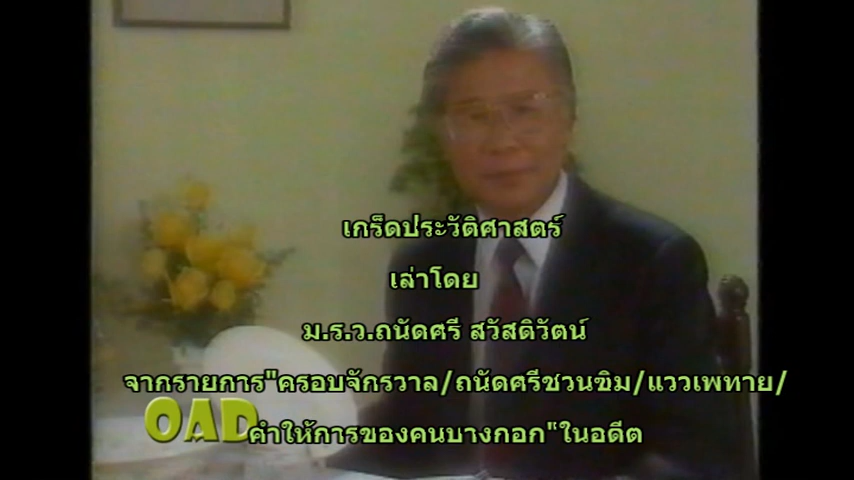 เกร็ดประวัติศาสตร์
เล่าโดย
ม.ร.ว.ถนัดศรี สวัสดิวัตน์
จากรายการ"ครอบจักรวาล/ถนัดศรีชวนฃิม/แววเพทาย/
OAD
คำให้การของคนบางกอก"ในอดีต